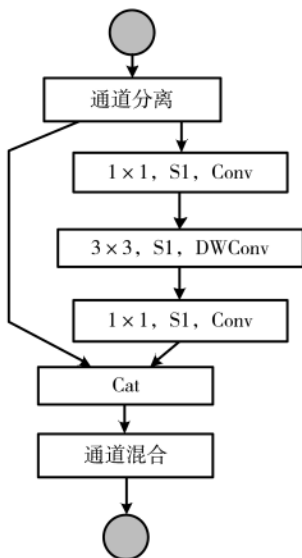 通道分离
1×1, S1, Conv
3×3, S1, DWConv
1×1, S1, Conv
Cat
通道混合